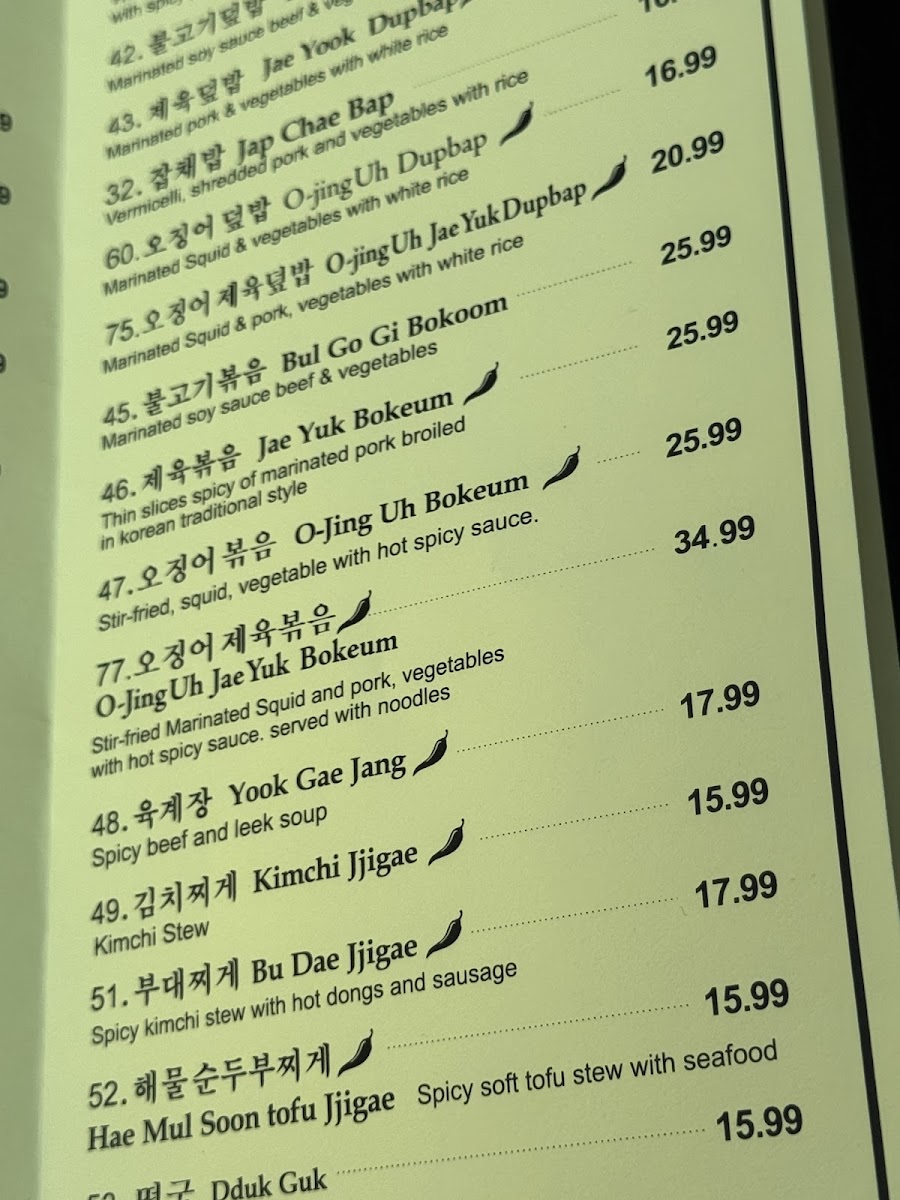 with spicy
42. 불고기덮밥
Marinated soy sauce beef & veg
43. 제육덮밥 Jae Yook Dupbap
Marinated pork & vegetables with white rice
32. 잡채밥 Jap Chae Bap
Vermicelli, shredded pork and vegetables with rice
60.오징어 덮밥 O-jingUh Dupbap 16.99
Marinated Squid & vegetables with white rice
75.오징어제육덮밥 O-jingUh JaeYukDupbap 20.99
Marinated Squid & pork, vegetables with white rice
45. 불고기볶음 Bul Go Gi Bokoom 25.99
Marinated soy sauce beef & vegetables
46. 제육볶음 Jae Yuk Bokeum 25.99
Thin slices spicy of marinated pork broiled
in korean traditional style
47.오징어 볶음 O-Jing Uh Bokeum 25.99
Stir-fried, squid, vegetable with hot spicy sauce.
77.오징어 제육볶음 34.99
O-JingUh JaeYuk Bokeum
Stir-fried Marinated Squid and pork, vegetables
with hot spicy sauce. served with noodles
48. 육계장 Yook Gae Jang 17.99
Spicy beef and leek soup
49. 김치찌게 Kimchi Jjigae 15.99
Kimchi Stew
51. 부대찌게 Bu Dae Jjigae 17.99
Spicy kimchi stew with hot dongs and sausage
52. 해물순두부찌게 15.99
Hae Mul Soon tofu Jjigae Spicy soft tofu stew with seafood
떡국 Dduk Guk 15.99